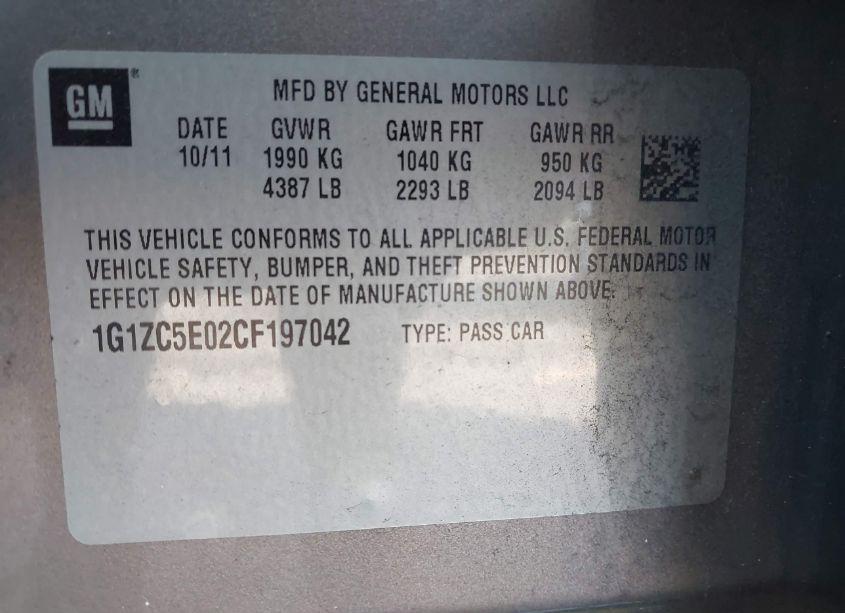 GM
MFD BY GENERAL MOTORS LLC
DATE GVWR GAWR FRT GAWR RR
10/11 1990 KG 1040 KG 950 KG
4387 LB 2293 LB 2094 LB
THIS VEHICLE CONFORMS TO ALL APPLICABLE U.S. FEDERAL MOTOR
VEHICLE SAFETY, BUMPER, AND THEFT PREVENTION STANDARDS IN
EFFECT ON THE DATE OF MANUFACTURE SHOWN ABOVE.
1G1ZC5E02CF197042 TYPE: PASS CAR